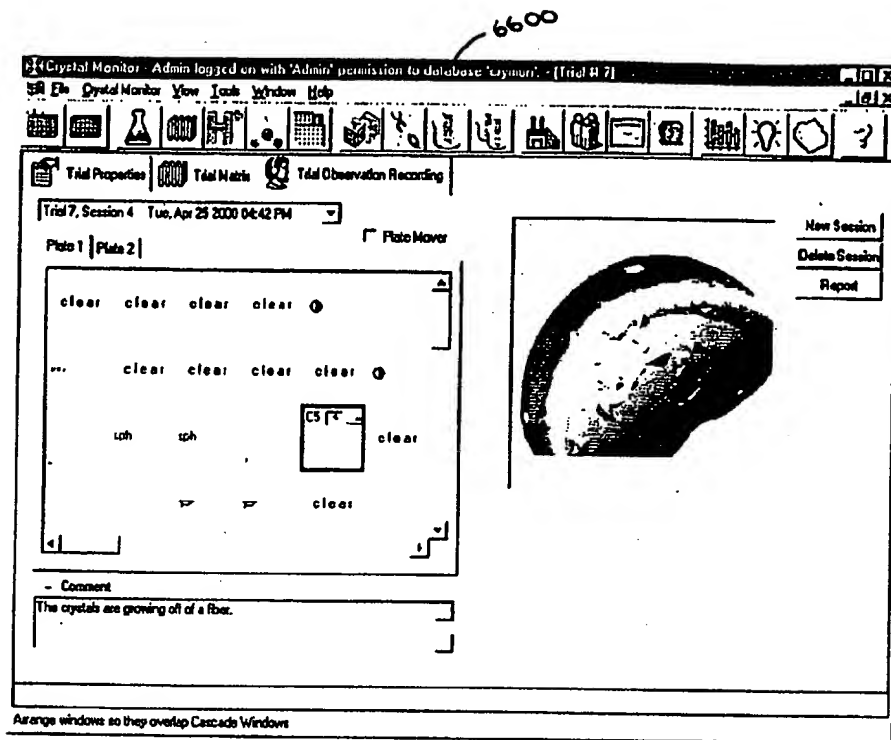 6600
Crystal Monitor - Admin logged on with 'Admin' permission to database 'crymon'. - [Trial # 7]
File Crystal Monitor View Tools Window Help
Trial Properties Trial Matrix Trial Observation Recording
Trial 7, Session 4 Tue, Apr 25 2000 04:42 PM
Plate Mover
New Session
Plate 1 Plate 2
Delete Session
Report
clear clear clear clear
clear clear clear clear
C5
sph sph clear
clear
Comment
The crystals are growing off of a fiber.
Arrange windows so they overlap Cascade Windows